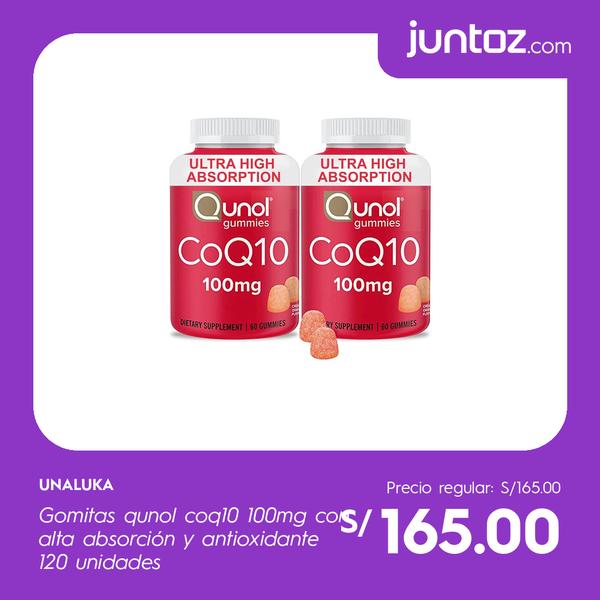 juntoz.com
ULTRA HIGH
ABSORPTION
Qunol®
gummies
CoQ10
100mg
DIETARY SUPPLEMENT | 60 GUMMIES
ULTRA HIGH
ABSORPTION
Qunol®
gummies
CoQ10
100mg
SUPPLEMENT | 60 GUMMIES
UNALUKA
Gomitas qunol coq10 100mg con
alta absorción y antioxidante
120 unidades
Precio regular: S/165.00
S/ 165.00